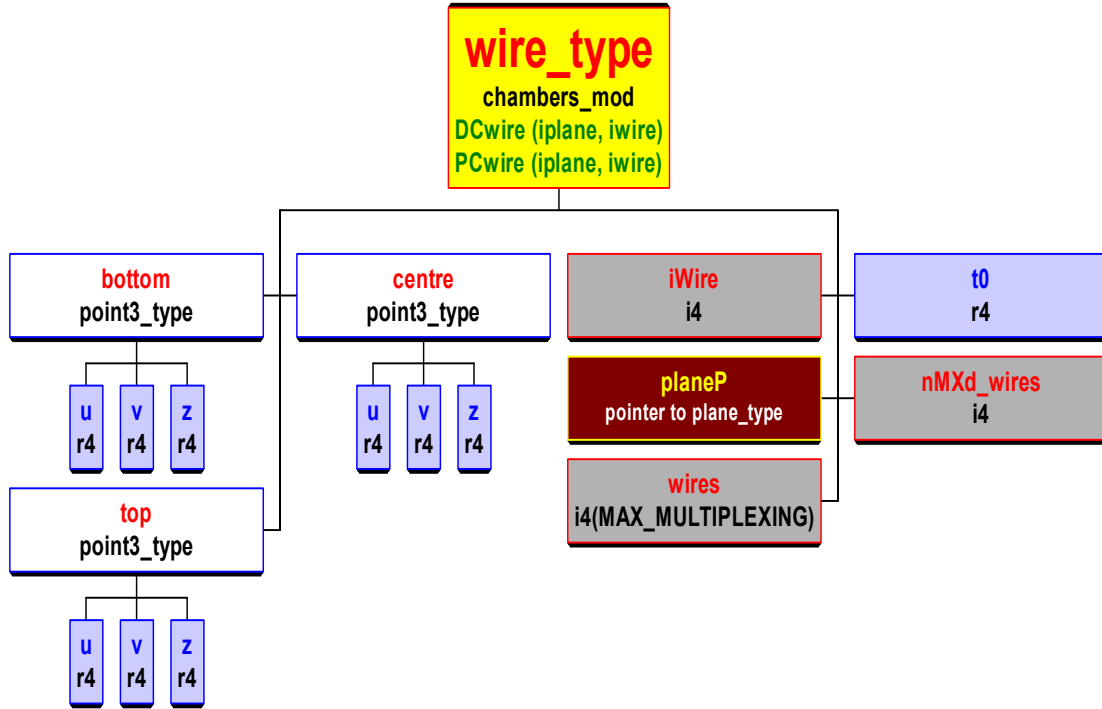 wire_type
chambers_mod
DCwire (iplane, iwire)
PCwire (iplane, iwire)
bottom
point3_type
u
r4
v
r4
z
r4
centre
point3_type
u
r4
v
r4
z
r4
top
point3_type
u
r4
v
r4
z
r4
iWire
i4
t0
r4
planeP
pointer to plane_type
nMXd_wires
i4
wires
i4(MAX_MULTIPLEXING)